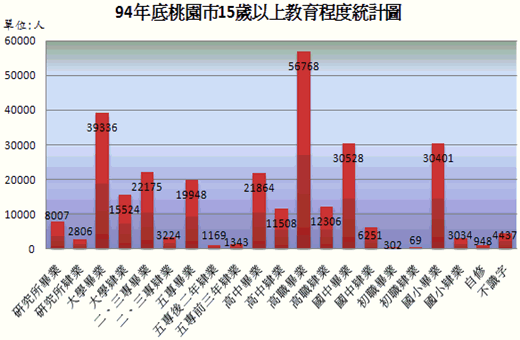 94年底桃園市15歲以上教育程度統計圖
單位:人
60000
50000
40000
30000
20000
10000
0
8007
2806
39336
15524
22175
3224
19948
1169
1343
21864
11508
56768
12306
30528
6251
302
69
30401
3034
948
4437
研究所畢業
研究所肄業
大學畢業
大學肄業
二、三專畢業
二、三專肄業
五專畢業
五專後二年肄業
五專前三年肄業
高中畢業
高中肄業
高職畢業
高職肄業
國中畢業
國中肄業
初職畢業
初職肄業
國小畢業
國小肄業
自修
不識字